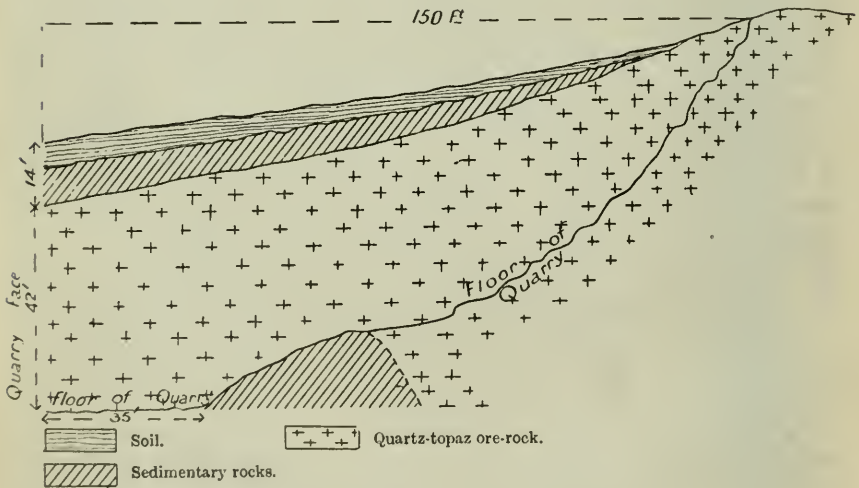 150 Ft
14'
Quarry Face
42'
Floor of
Quarry
floor of Quarry
35'
Soil.
Quartz-topaz ore-rock.
Sedimentary rocks.